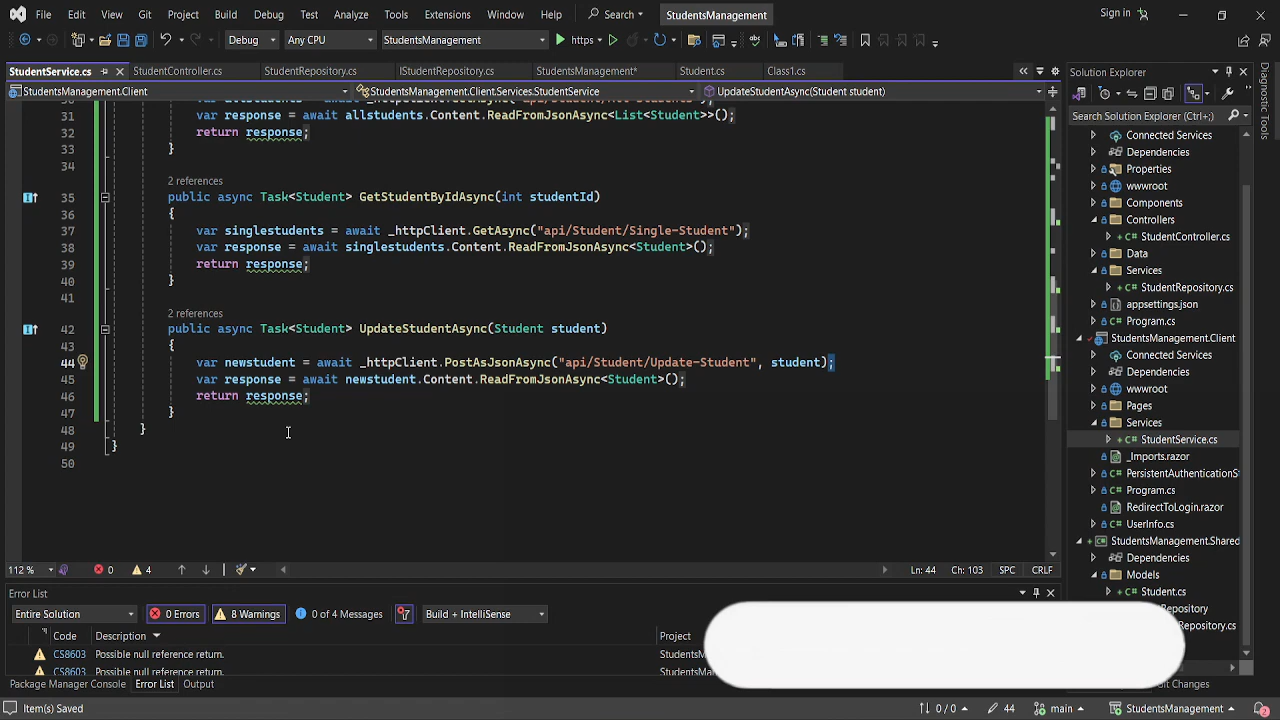 File Edit View Git Project Build Debug Test Analyze Tools Extensions Window Help Search StudentsManagement Sign in
Debug Any CPU StudentsManagement https
StudentService.cs StudentController.cs StudentRepository.cs IStudentRepository.cs StudentsManagement* Student.cs Class1.cs Solution Explorer
StudentsManagement.Client StudentsManagement.Client.Services.StudentService UpdateStudentAsync(Student student)
Search Solution Explorer (Ctrl+;)
31 var response = await allstudents.Content.ReadFromJsonAsync<List<Student>>();
32 return response;
33 }
34
2 references
35 public async Task<Student> GetStudentByIdAsync(int studentId)
36 {
37 var singlestudents = await _httpClient.GetAsync("api/Student/Single-Student");
38 var response = await singlestudents.Content.ReadFromJsonAsync<Student>();
39 return response;
40 }
41
2 references
42 public async Task<Student> UpdateStudentAsync(Student student)
43 {
44 var newstudent = await _httpClient.PostAsJsonAsync("api/Student/Update-Student", student);
45 var response = await newstudent.Content.ReadFromJsonAsync<Student>();
46 return response;
47 }
48 }
49 }
50
112 % 0 4 Ln: 44 Ch: 103 SPC CRLF
Connected Services
Dependencies
Properties
wwwroot
Components
Controllers
StudentController.cs
Data
Services
StudentRepository.cs
appsettings.json
Program.cs
StudentsManagement.Client
Connected Services
Dependencies
wwwroot
Pages
Services
StudentService.cs
_Imports.razor
PersistentAuthenticationS
Program.cs
RedirectToLogin.razor
UserInfo.cs
StudentsManagement.Shared
Dependencies
Models
Student.cs
Diagnostic Tools
Error List
Entire Solution 0 Errors 8 Warnings 0 of 4 Messages Build + IntelliSense
Code Description Project
CS8603 Possible null reference return. StudentsM
CS8603 Possible null reference return.
Package Manager Console Error List Output
Item(s) Saved 0 / 0 44 main StudentsManagement 2